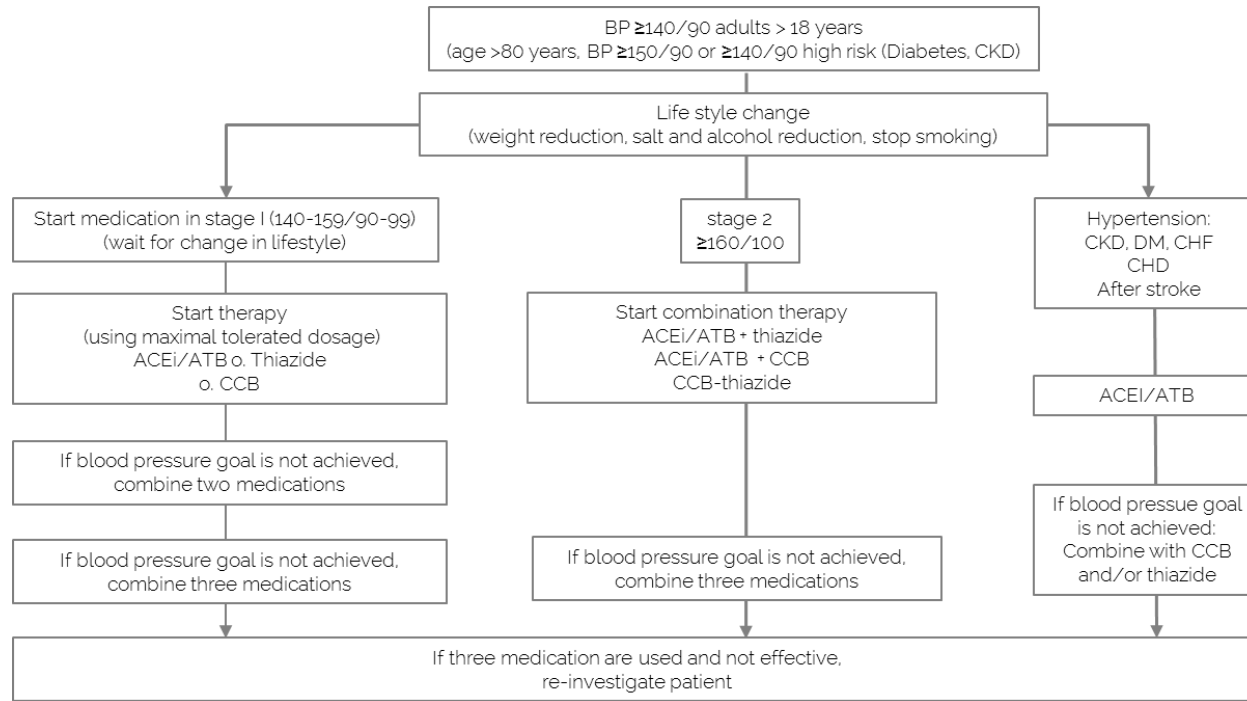 BP ≥140/90 adults > 18 years
(age >80 years, BP ≥150/90 or ≥140/90 high risk (Diabetes, CKD)
Life style change
(weight reduction, salt and alcohol reduction, stop smoking)
Start medication in stage I (140-159/90-99)
(wait for change in lifestyle)
Start therapy
(using maximal tolerated dosage)
ACEi/ATB o. Thiazide
o. CCB
If blood pressure goal is not achieved,
combine two medications
If blood pressure goal is not achieved,
combine three medications
stage 2
≥160/100
Start combination therapy
ACEi/ATB + thiazide
ACEi/ATB + CCB
CCB-thiazide
If blood pressure goal is not achieved,
combine three medications
Hypertension:
CKD, DM, CHF
CHD
After stroke
ACEI/ATB
If blood pressue goal
is not achieved:
Combine with CCB
and/or thiazide
If three medication are used and not effective,
re-investigate patient